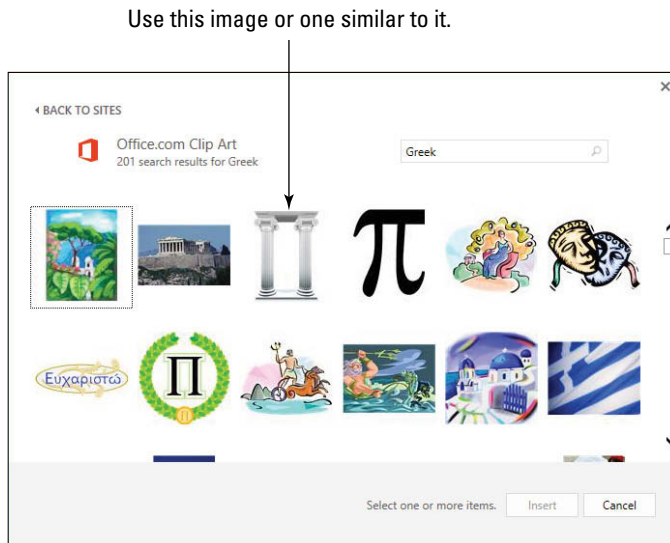 Use this image or one similar to it.
BACK TO SITES
Office.com Clip Art
201 search results for Greek
Greek
π
Ευχαριστώ
Π
Π
Select one or more items.
Insert
Cancel